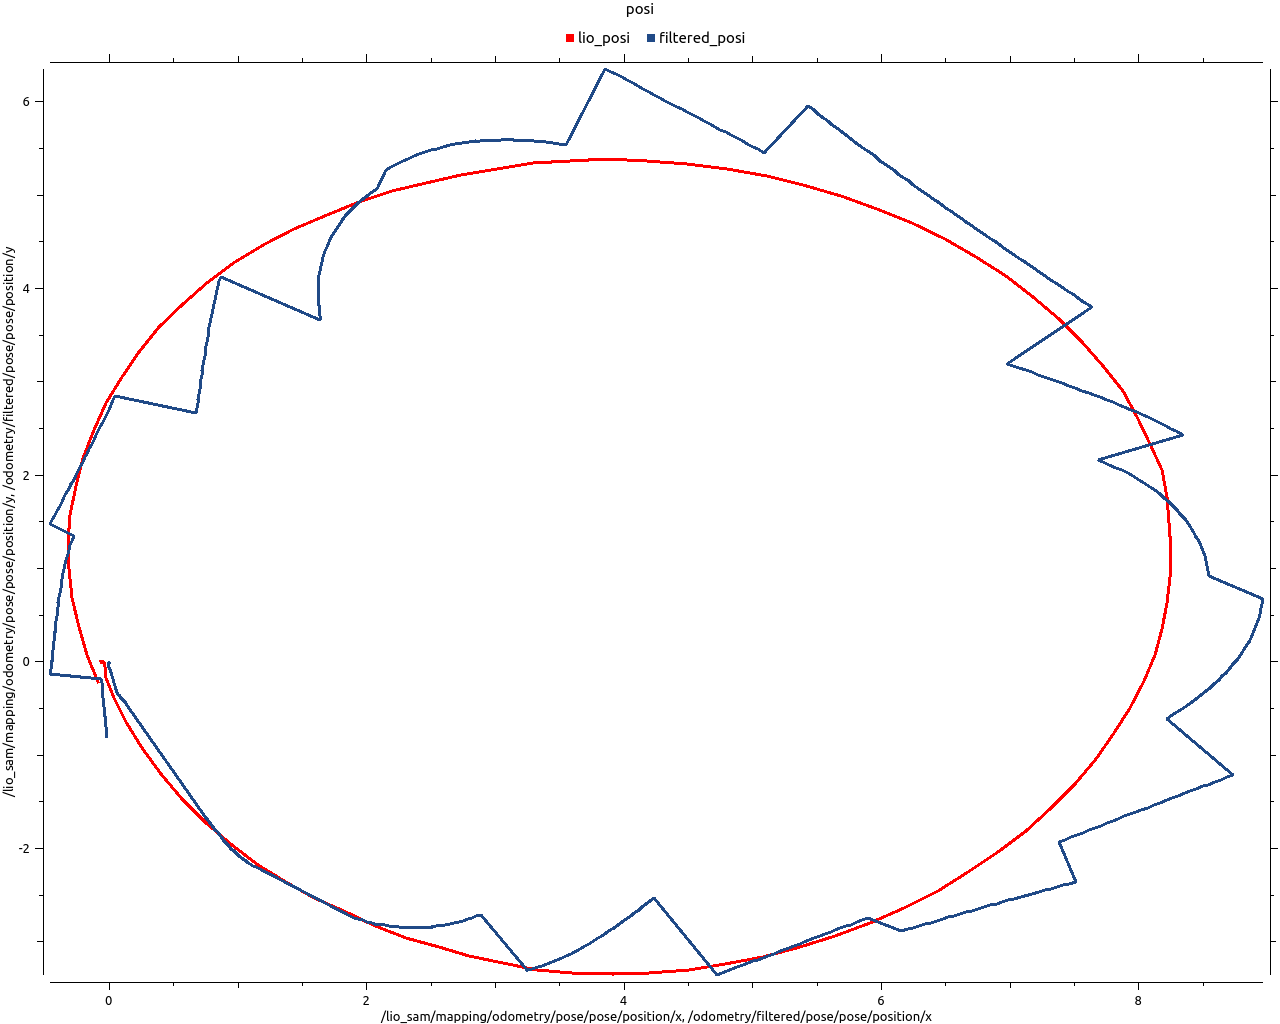 posi
lio_posi filtered_posi
6
4
2
0
-2
/lio_sam/mapping/odometry/pose/pose/position/y, /odometry/filtered/pose/pose/position/y
0 2 4 6 8
/lio_sam/mapping/odometry/pose/pose/position/x, /odometry/filtered/pose/pose/position/x